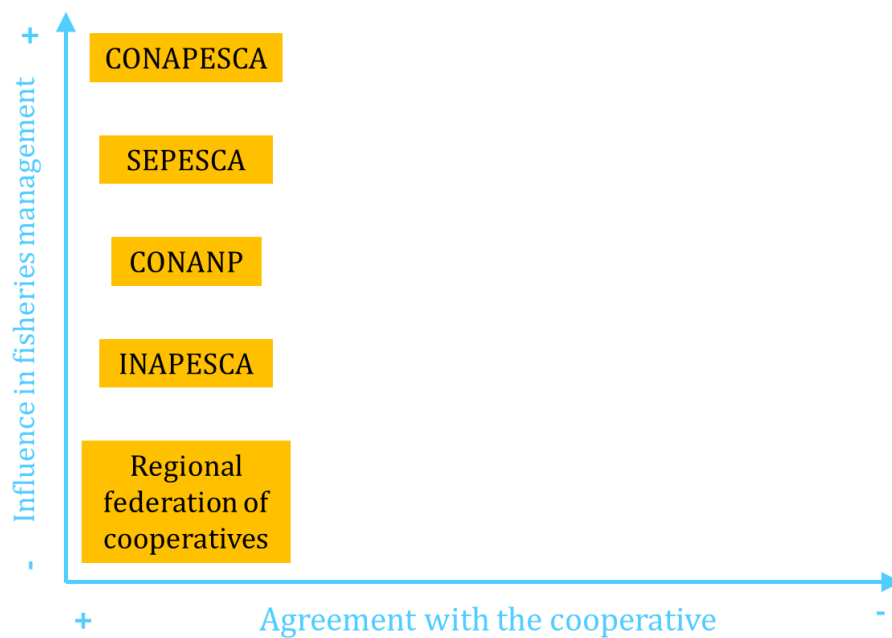 +
CONAPESCA
SEPESCA
CONANP
INAPESCA
Regional
federation of
cooperatives
Influence in fisheries management
-
+
Agreement with the cooperative
-